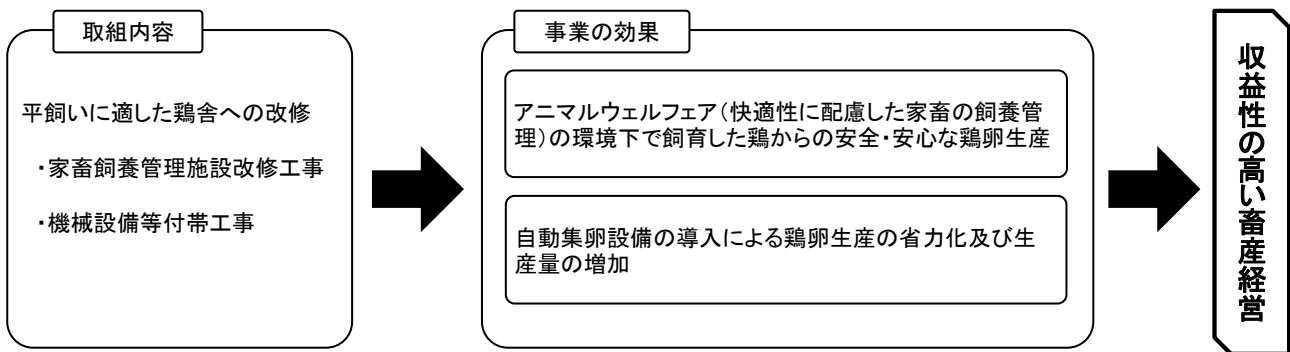 取組内容
平飼いに適した鶏舎への改修
・家畜飼養管理施設改修工事
・機械設備等付帯工事
事業の効果
アニマルウェルフェア(快適性に配慮した家畜の飼養管
理)の環境下で飼育した鶏からの安全・安心な鶏卵生産
自動集卵設備の導入による鶏卵生産の省力化及び生
産量の増加
収益性の高い畜産経営